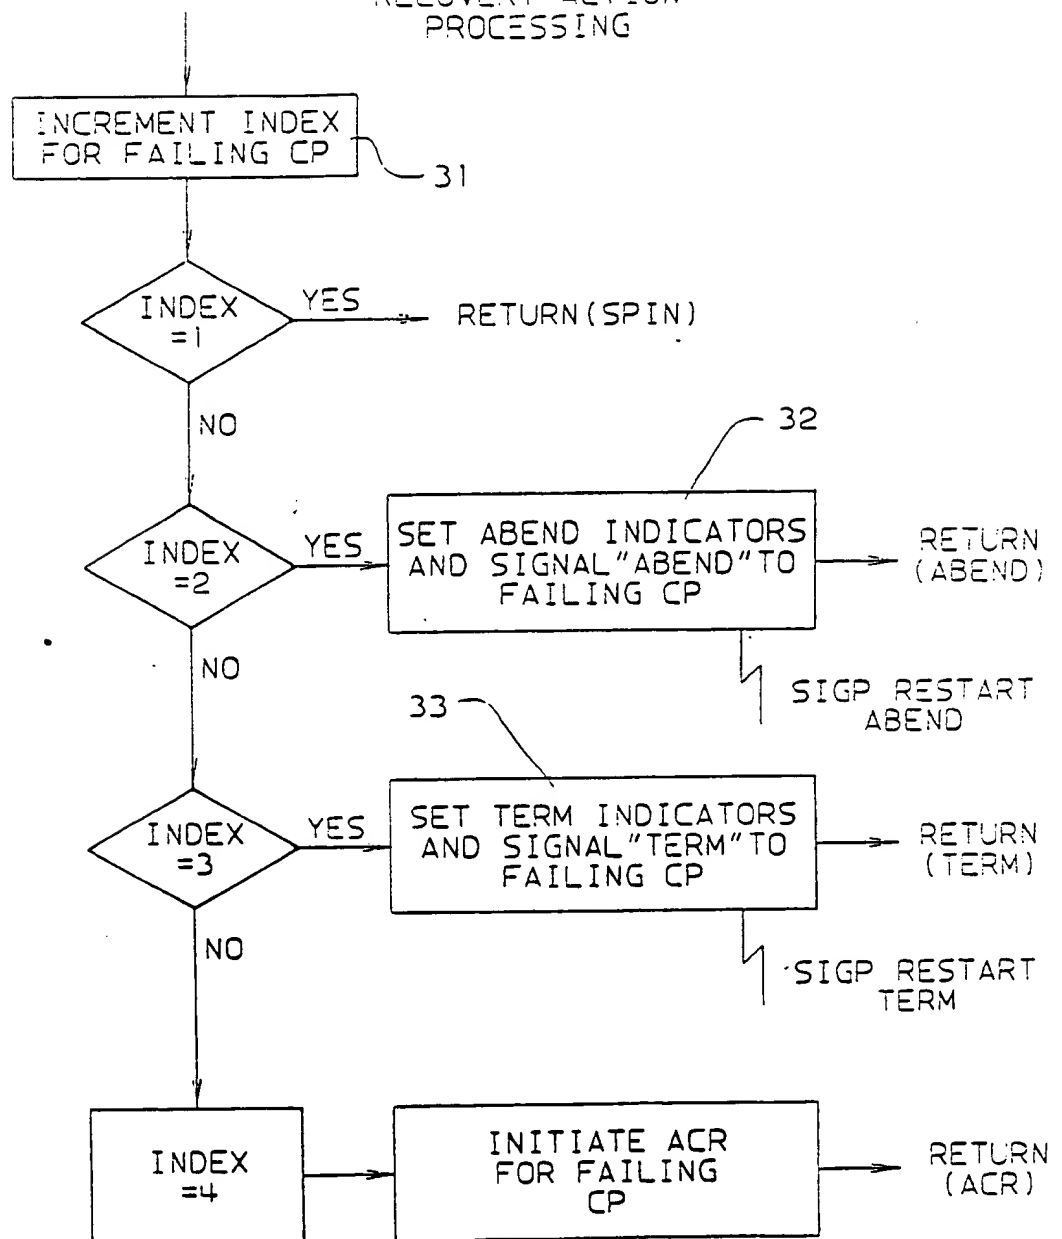 RECOVERY ACTION
PROCESSING
INCREMENT INDEX
FOR FAILING CP
31
INDEX
=1
YES
RETURN(SPIN)
NO
32
INDEX
=2
YES
SET ABEND INDICATORS
AND SIGNAL "ABEND" TO
FAILING CP
RETURN
(ABEND)
NO
SIGP RESTART
ABEND
33
INDEX
=3
YES
SET TERM INDICATORS
AND SIGNAL "TERM" TO
FAILING CP
RETURN
(TERM)
NO
SIGP RESTART
TERM
INDEX
=4
INITIATE ACR
FOR FAILING
CP
RETURN
(ACR)